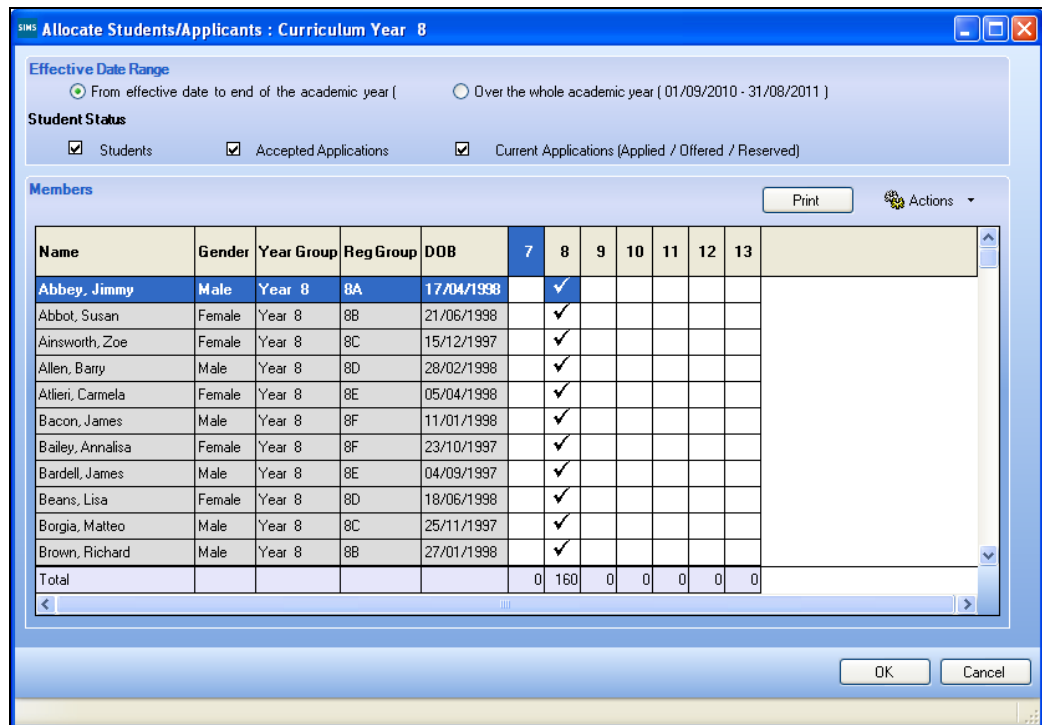 SIMS Allocate Students/Applicants : Curriculum Year 8
Effective Date Range
From effective date to end of the academic year ( Over the whole academic year ( 01/09/2010 - 31/08/2011 )
Student Status
Students Accepted Applications Current Applications (Applied / Offered / Reserved)
Members
Print Actions
Name Gender Year Group Reg Group DOB 7 8 9 10 11 12 13
Abbey, Jimmy Male Year 8 8A 17/04/1998 ✓
Abbot, Susan Female Year 8 8B 21/06/1998 ✓
Ainsworth, Zoe Female Year 8 8C 15/12/1997 ✓
Allen, Barry Male Year 8 8D 28/02/1998 ✓
Atlieri, Carmela Female Year 8 8E 05/04/1998 ✓
Bacon, James Male Year 8 8F 11/01/1998 ✓
Bailey, Annalisa Female Year 8 8F 23/10/1997 ✓
Bardell, James Male Year 8 8E 04/09/1997 ✓
Beans, Lisa Female Year 8 8D 18/06/1998 ✓
Borgia, Matteo Male Year 8 8C 25/11/1997 ✓
Brown, Richard Male Year 8 8B 27/01/1998 ✓
Total 0 160 0 0 0 0 0
OK Cancel